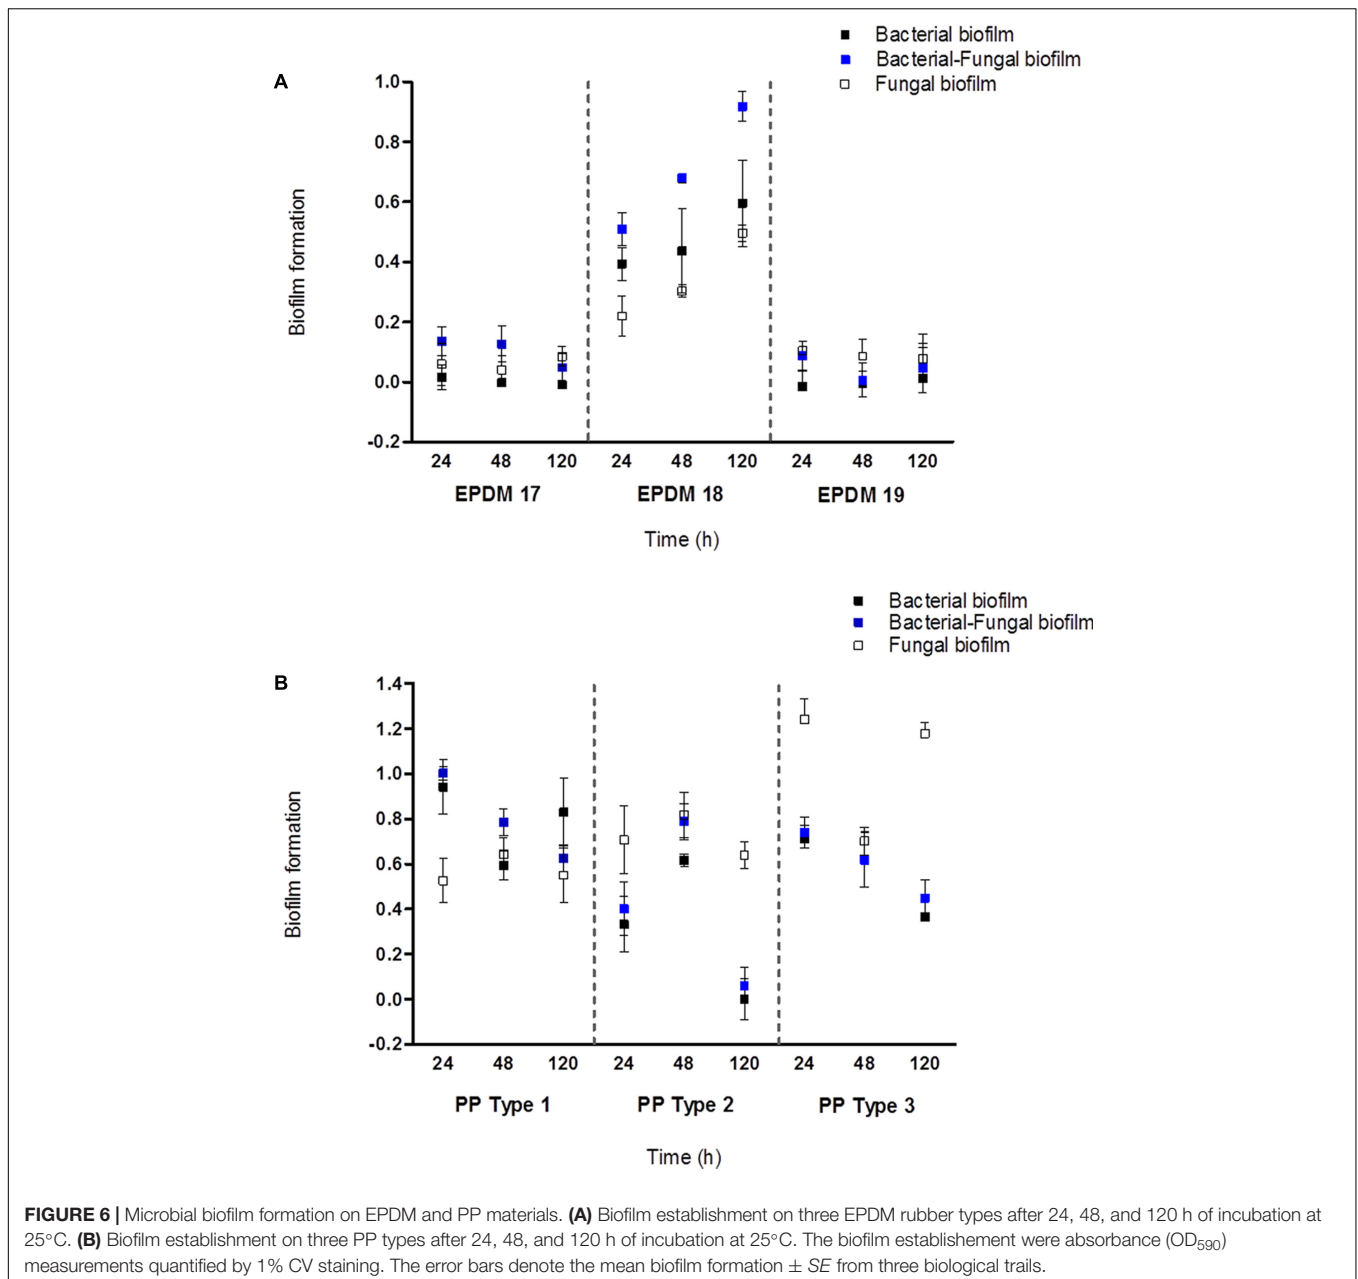 Bacterial biofilm
Bacterial-Fungal biofilm
Fungal biofilm
A
1.0
0.8
0.6
0.4
0.2
0.0
-0.2
Biofilm formation
24 48 120 24 48 120 24 48 120
EPDM 17 EPDM 18 EPDM 19
Time (h)
Bacterial biofilm
Bacterial-Fungal biofilm
Fungal biofilm
B
1.4
1.2
1.0
0.8
0.6
0.4
0.2
0.0
-0.2
Biofilm formation
24 48 120 24 48 120 24 48 120
PP Type 1 PP Type 2 PP Type 3
Time (h)
FIGURE 6 | Microbial biofilm formation on EPDM and PP materials. (A) Biofilm establishment on three EPDM rubber types after 24, 48, and 120 h of incubation at
25°C. (B) Biofilm establishment on three PP types after 24, 48, and 120 h of incubation at 25°C. The biofilm establishement were absorbance (OD590)
measurements quantified by 1% CV staining. The error bars denote the mean biofilm formation ± SE from three biological trails.